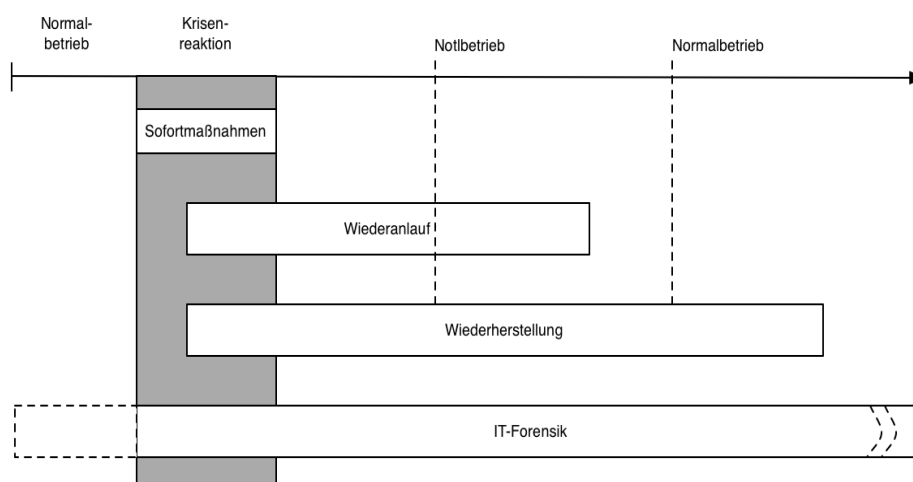 Normal-
betrieb
Krisen-
reaktion
Notlbetrieb
Normalbetrieb
Sofortmaßnahmen
Wiederanlauf
Wiederherstellung
IT-Forensik